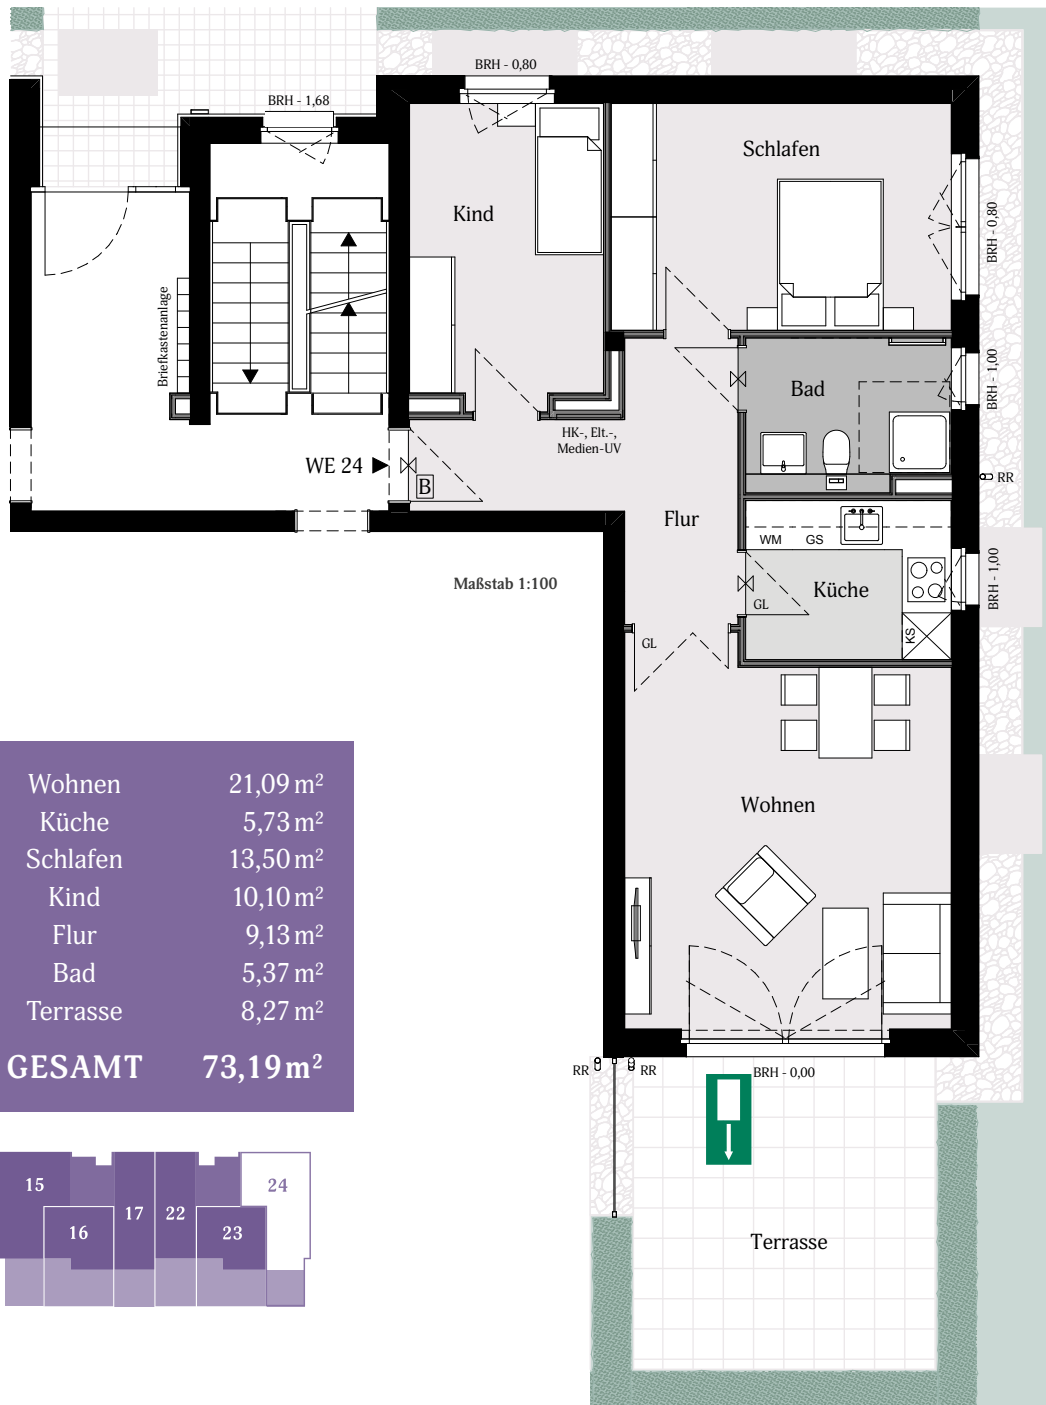 BRH - 0,80
BRH - 1,68
Schlafen
Kind
BRH - 0,80
Briefkastenanlage
Bad
BRH - 1,00
HK-, Elt.-,
Medien-UV
WE 24
B
RR
Flur
WM GS
BRH - 1,00
Maßstab 1:100
Küche
GL
KS
GL
Wohnen
Wohnen 21,09 m²
Küche 5,73 m²
Schlafen 13,50 m²
Kind 10,10 m²
Flur 9,13 m²
Bad 5,37 m²
Terrasse 8,27 m²
GESAMT 73,19 m²
RR RR
BRH - 0,00
15
16
17
22
23
24
Terrasse